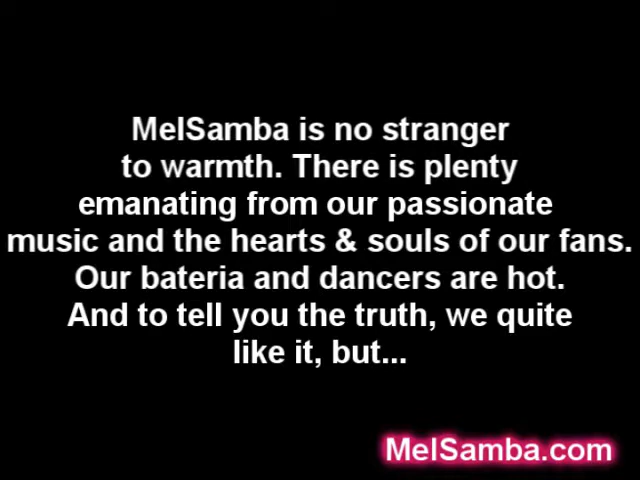 MelSamba is no stranger
to warmth. There is plenty
emanating from our passionate
music and the hearts & souls of our fans.
Our bateria and dancers are hot.
And to tell you the truth, we quite
like it, but...
MelSamba.com